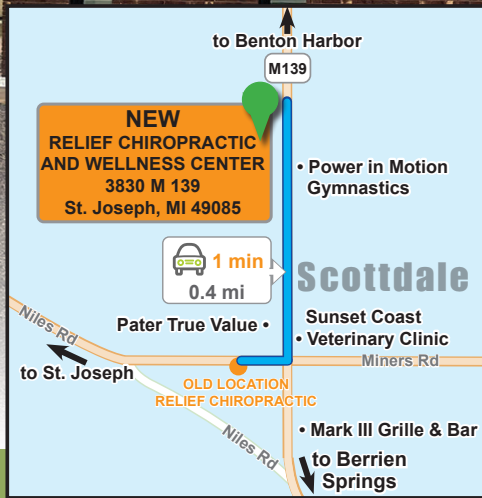 to Benton Harbor
M139
NEW
RELIEF CHIROPRACTIC
AND WELLNESS CENTER
3830 M 139
St. Joseph, MI 49085
• Power in Motion
Gymnastics
1 min
0.4 mi
Scottdale
Niles Rd
Pater True Value •
Sunset Coast
• Veterinary Clinic
Miners Rd
to St. Joseph
OLD LOCATION
RELIEF CHIROPRACTIC
Niles Rd
• Mark III Grille & Bar
to Berrien
Springs